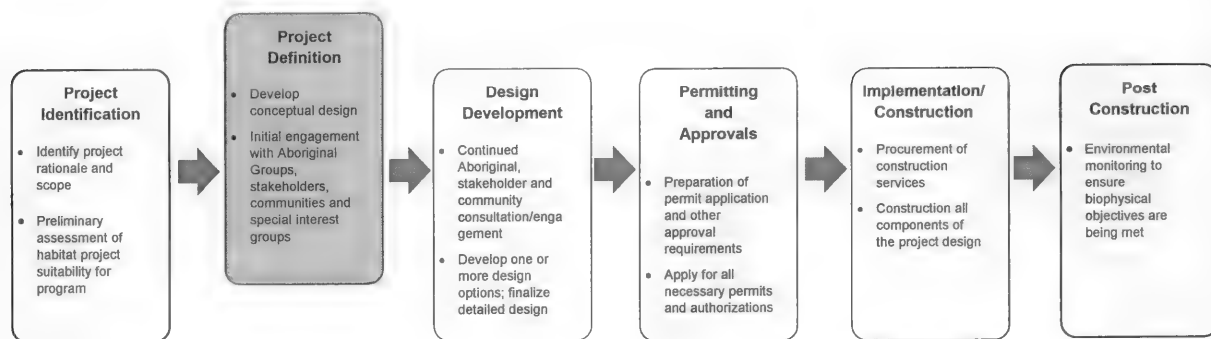 Project
Identification
• Identify project
rationale and
scope
• Preliminary
assessment of
habitat project
suitability for
program
Project
Definition
• Develop
conceptual design
• Initial engagement
with Aboriginal
Groups,
stakeholders,
communities and
special interest
groups
Design
Development
• Continued
Aboriginal,
stakeholder and
community
consultation/enga
gement
• Develop one or
more design
options; finalize
detailed design
Permitting
and
Approvals
• Preparation of
permit application
and other
approval
requirements
• Apply for all
necessary permits
and authorizations
Implementation/
Construction
• Procurement of
construction
services
• Construction all
components of
the project design
Post
Construction
• Environmental
monitoring to
ensure
biophysical
objectives are
being met